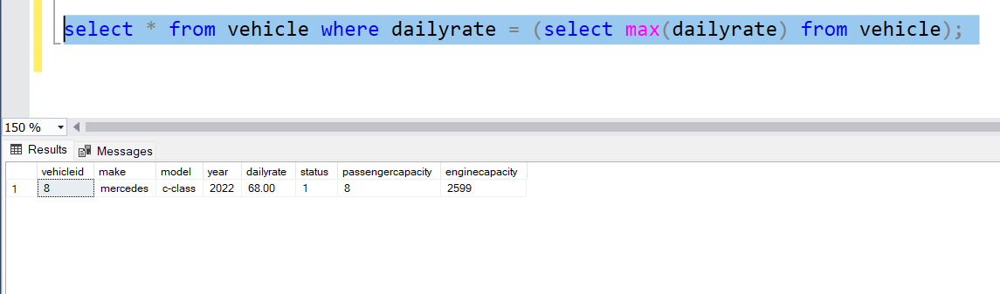 select * from vehicle where dailyrate = (select max(dailyrate) from vehicle);
150 %
Results Messages
vehicleid make model year dailyrate status passengercapacity enginecapacity
1 8 mercedes c-class 2022 68.00 1 8 2599